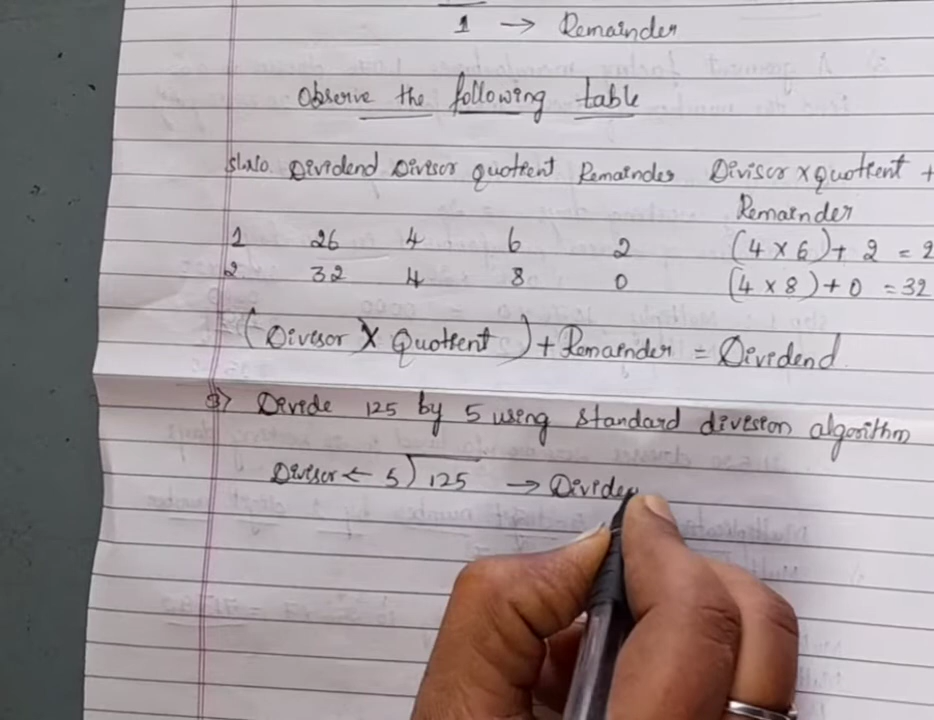 1 → Remainder
Observe the following table
Sl.No. Dividend Divisor Quotient Remainder Divisor x Quotient +
Remainder
1 26 4 6 2 (4 x 6) + 2 = 2
2 32 4 8 0 (4 x 8) + 0 = 32
(Divisor X Quotient) + Remainder = Dividend.
3) Divide 125 by 5 using standard division algorithm
Divisor ← 5) 125 → Divide